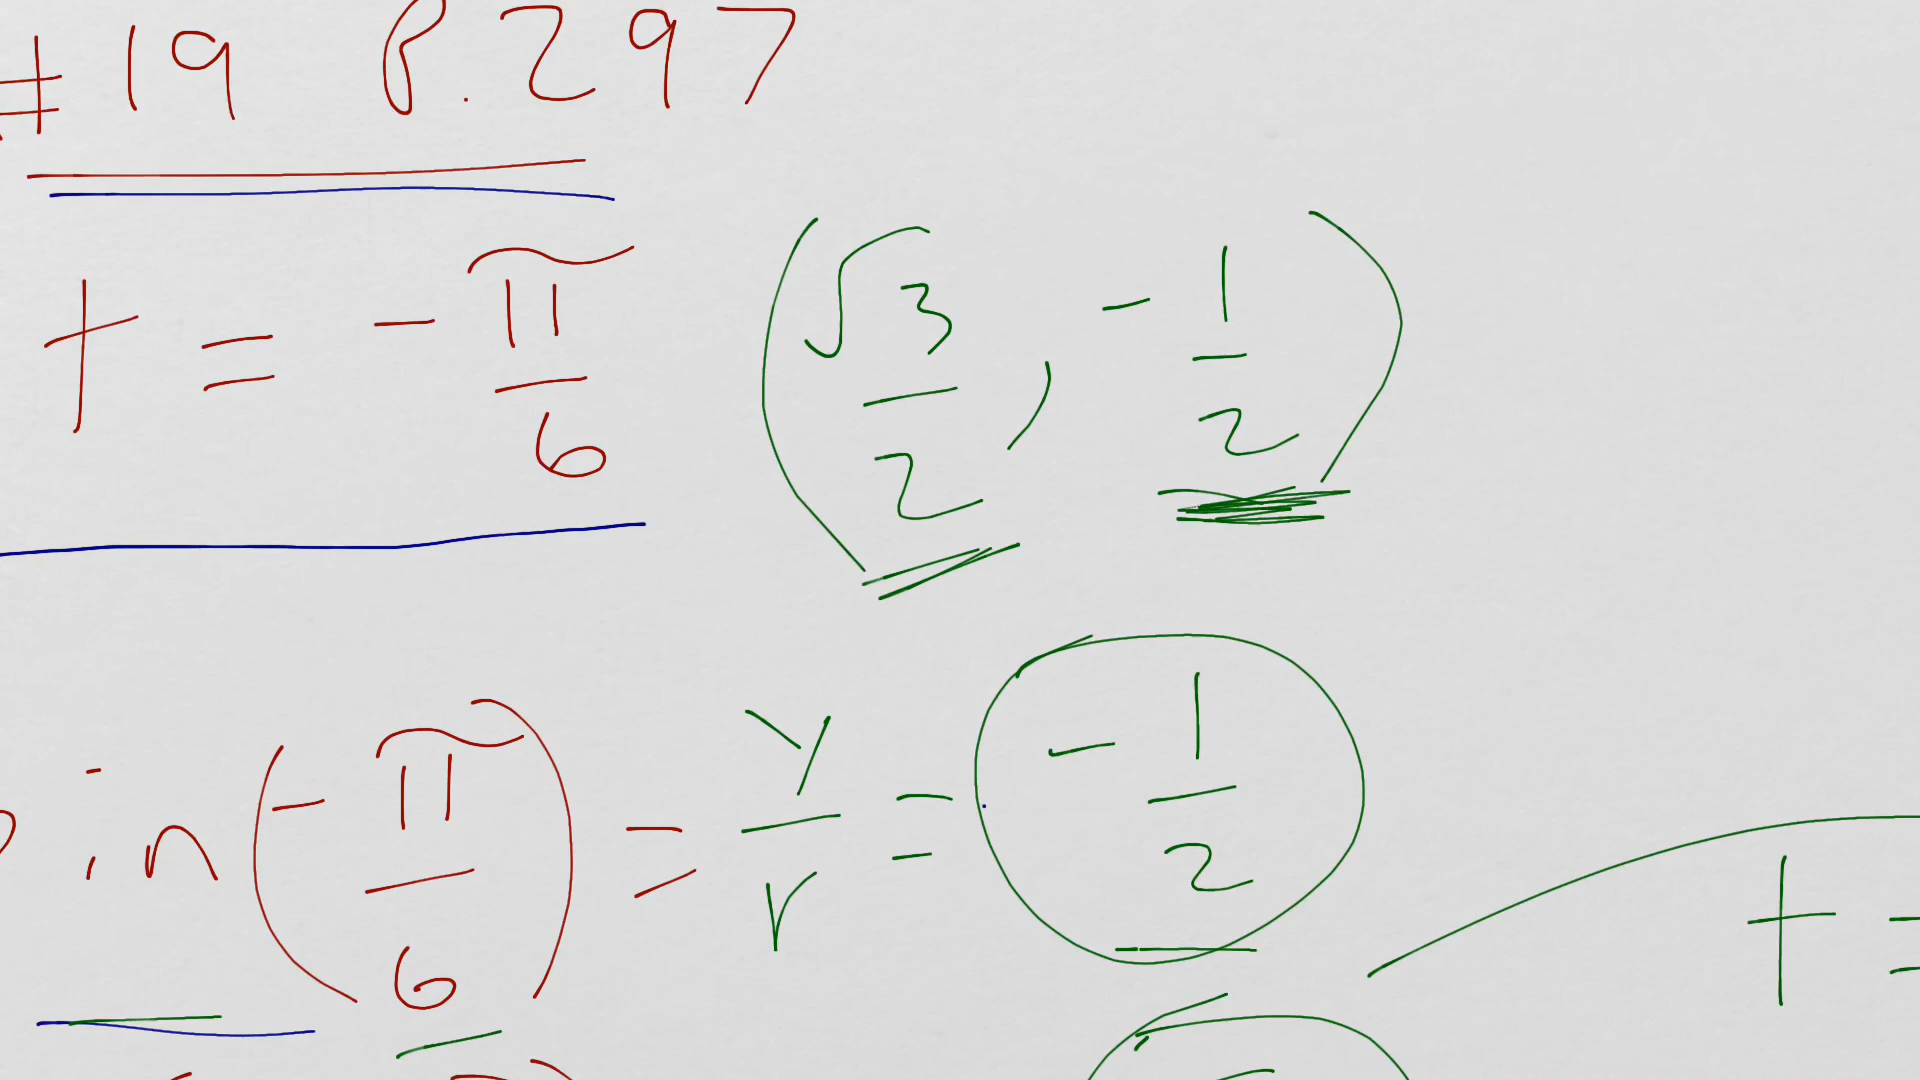 #19 P.297
t = -π/6 (√3/2, -1/2)
sin(-π/6) = y/r = -1/2
t =